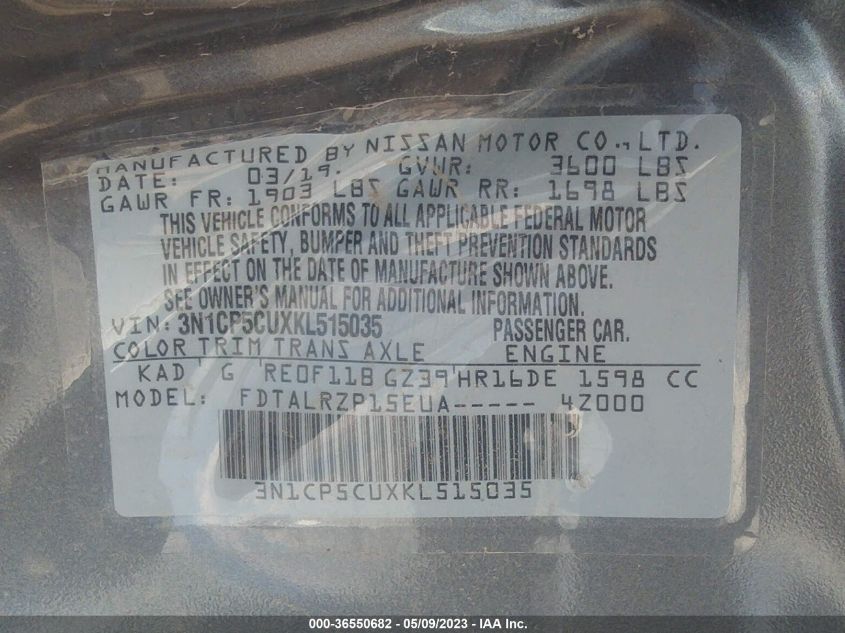 MANUFACTURED BY NISSAN MOTOR CO., LTD.
DATE: 03/19. GVWR: 3600 LBS
GAWR FR: 1903 LBS GAWR RR: 1698 LBS
THIS VEHICLE CONFORMS TO ALL APPLICABLE FEDERAL MOTOR
VEHICLE SAFETY, BUMPER AND THEFT PREVENTION STANDARDS
IN EFFECT ON THE DATE OF MANUFACTURE SHOWN ABOVE.
SEE OWNER'S MANUAL FOR ADDITIONAL INFORMATION.
VIN: 3N1CP5CUXKL515035 PASSENGER CAR.
COLOR TRIM TRANS AXLE ENGINE
KAD G RE0F11B GZ39 HR16DE 1598 CC
MODEL: FDTALRZP15EUA----- 4Z000
3N1CP5CUXKL515035
000-36550682 - 05/09/2023 - IAA Inc.